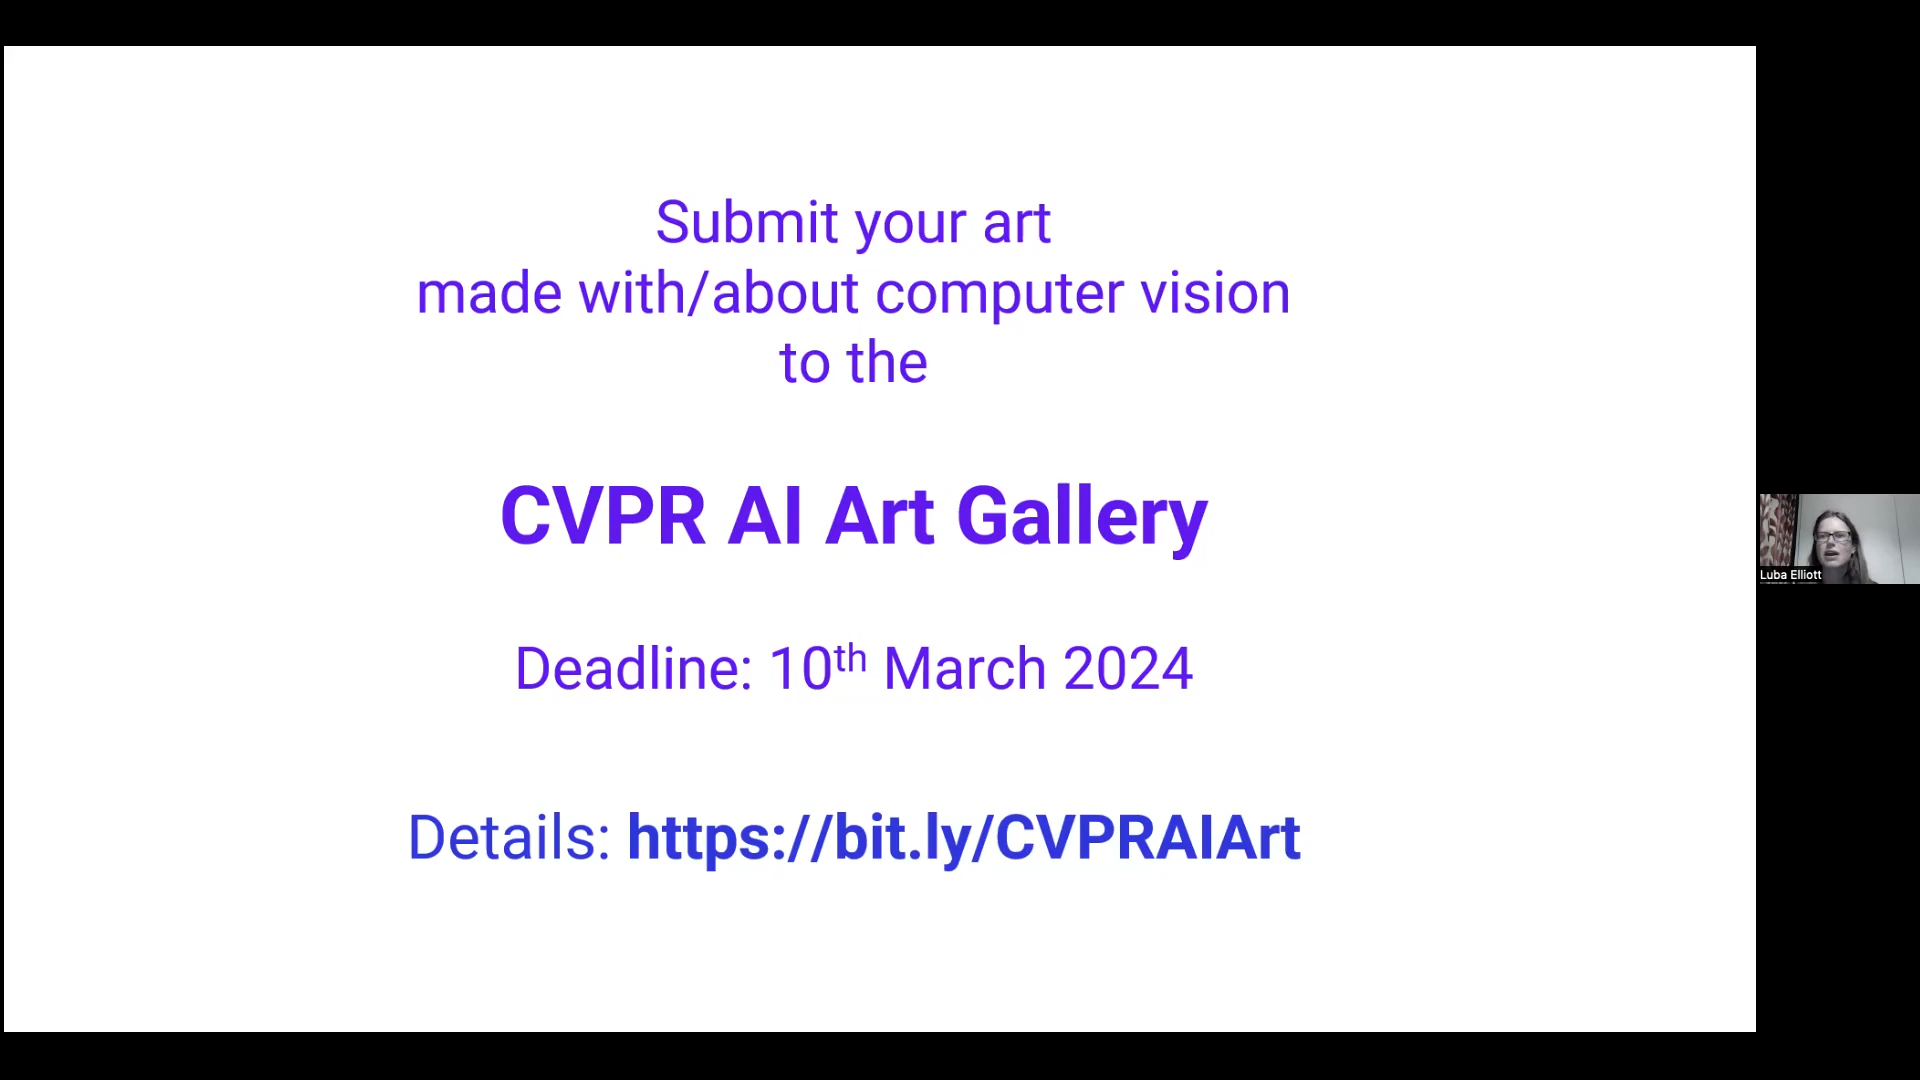 Submit your art
made with/about computer vision
to the
CVPR AI Art Gallery
Deadline: 10th March 2024
Details: https://bit.ly/CVPRAIArt
Luba Elliott